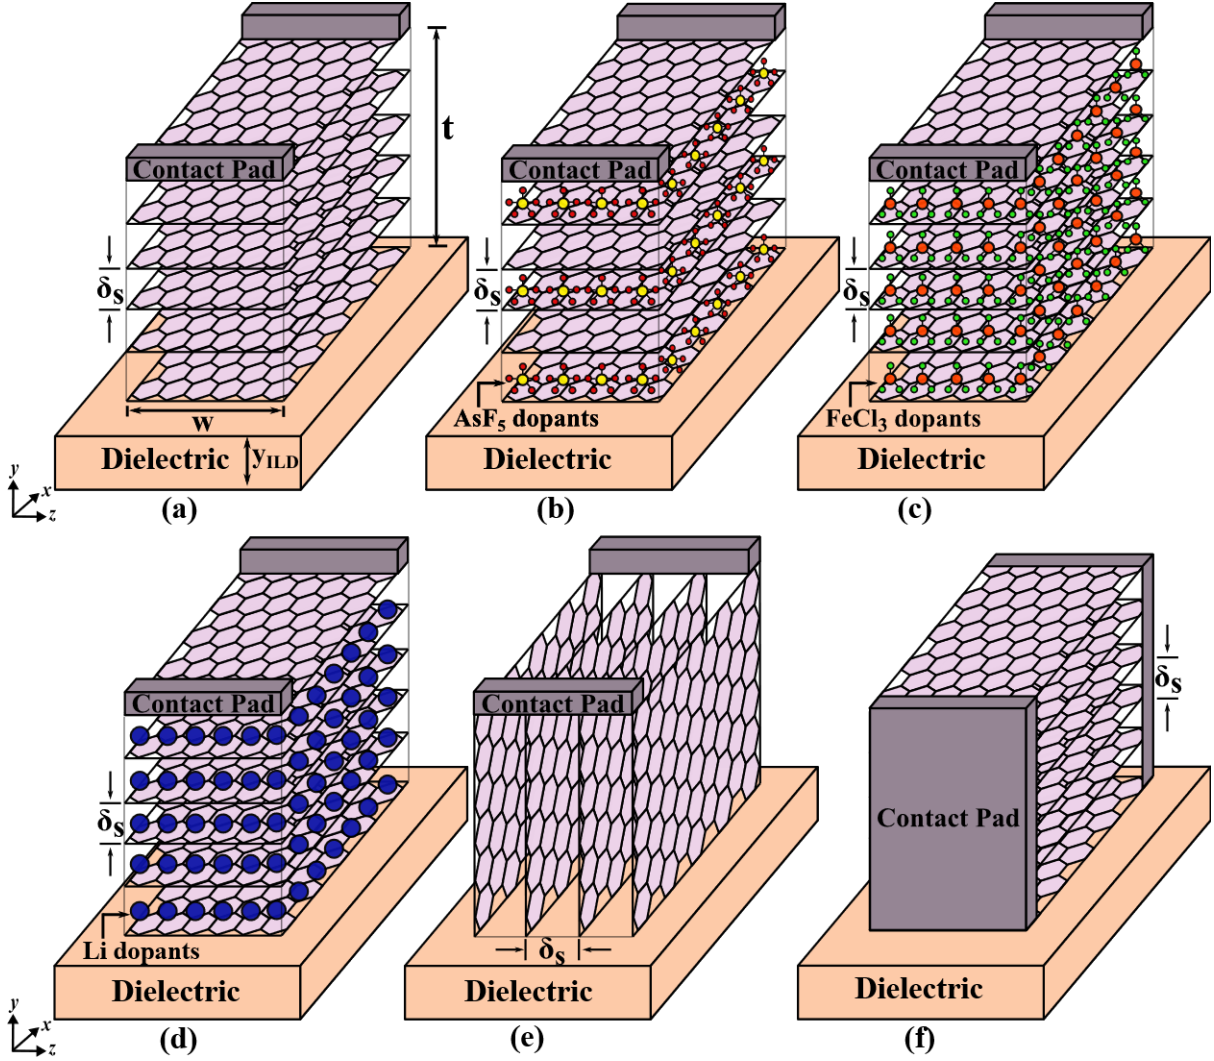 Contact Pad
t
δs
w
Dielectric
yILD
y
x
z
(a)
Contact Pad
δs
AsF5 dopants
Dielectric
(b)
Contact Pad
δs
FeCl3 dopants
Dielectric
(c)
Contact Pad
δs
Li dopants
Dielectric
y
x
z
(d)
Contact Pad
δs
Dielectric
(e)
δs
Contact Pad
Dielectric
(f)